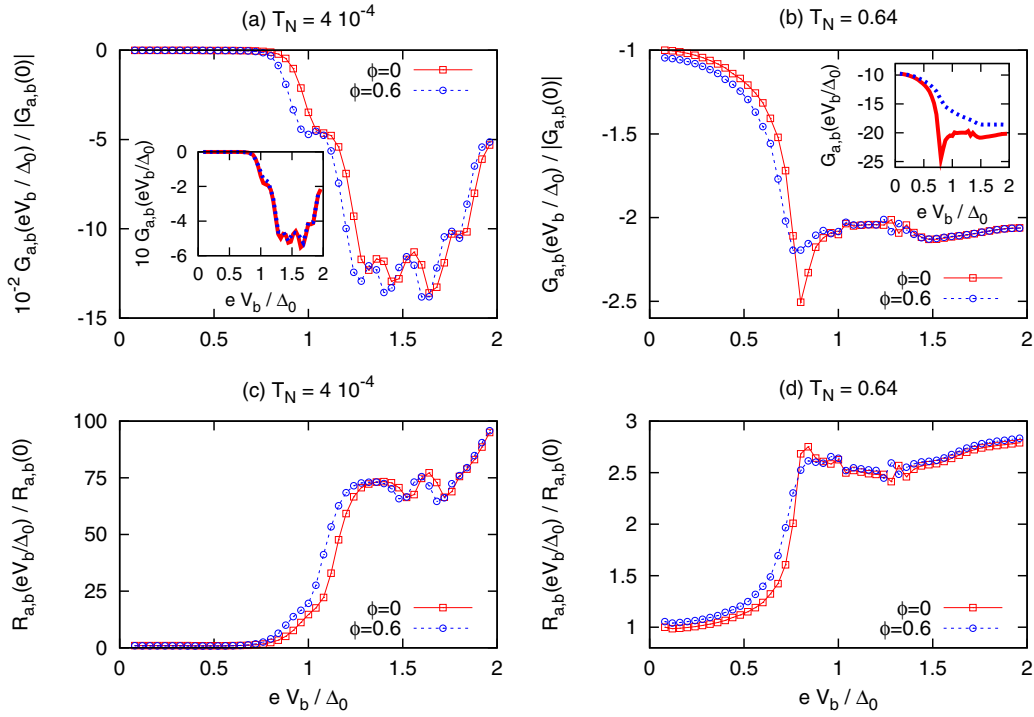 (a) T_N = 4 10^-4
10^-2 G_a,b(eV_b / Δ_0) / |G_a,b(0)|
0
-5
-10
-15
0
0.5
1
1.5
2
ϕ=0
ϕ=0.6
10 G_a,b(eV_b/Δ_0)
0
-2
-4
-6
0 0.5 1 1.5 2
e V_b / Δ_0
(b) T_N = 0.64
G_a,b(eV_b / Δ_0) / |G_a,b(0)|
-1
-1.5
-2
-2.5
0
0.5
1
1.5
2
ϕ=0
ϕ=0.6
G_a,b(eV_b/Δ_0)
-10
-15
-20
-25
0 0.5 1 1.5 2
e V_b / Δ_0
(c) T_N = 4 10^-4
R_a,b(eV_b/Δ_0) / R_a,b(0)
100
75
50
25
0
0
0.5
1
1.5
2
ϕ=0
ϕ=0.6
e V_b / Δ_0
(d) T_N = 0.64
R_a,b(eV_b/Δ_0) / R_a,b(0)
3
2.5
2
1.5
1
0
0.5
1
1.5
2
ϕ=0
ϕ=0.6
e V_b / Δ_0